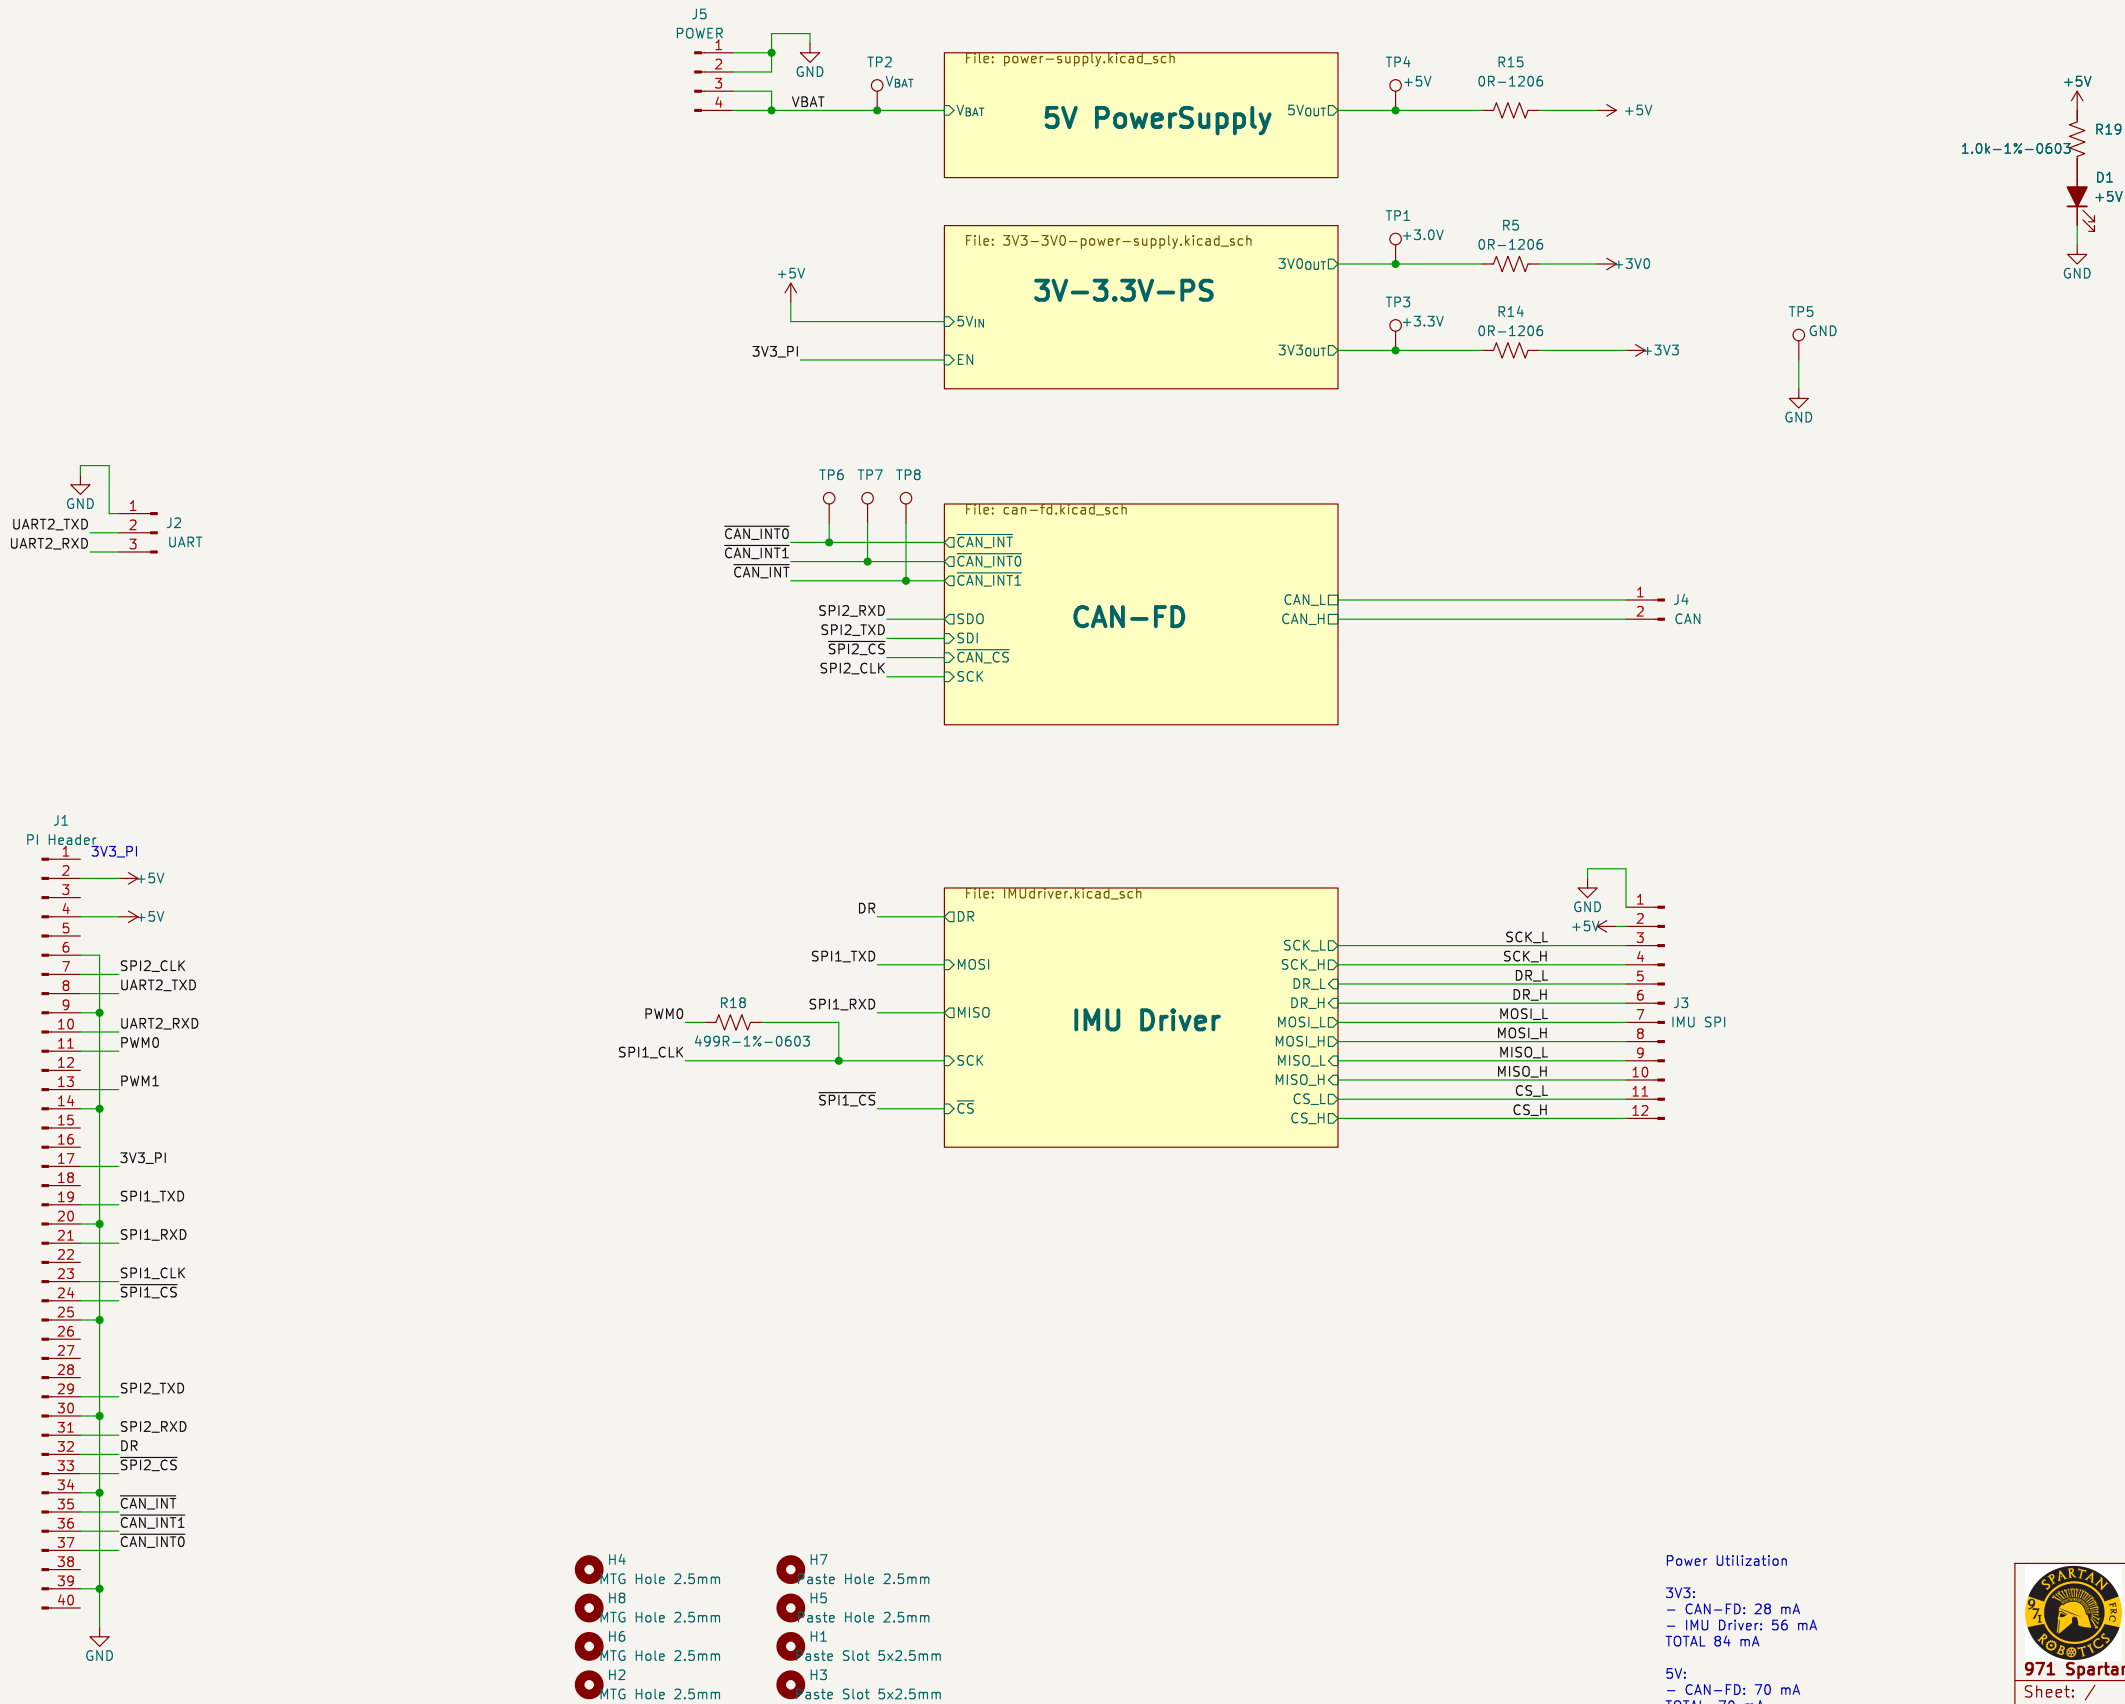 J5
POWER
1
2
3
4
GND
VBAT
TP2
VBAT
File: power-supply.kicad_sch
VBAT
5V PowerSupply
5VOUT
TP4
+5V
R15
0R-1206
+5V
+5V
R19
1.0k-1%-0603
D1
+5V
GND
File: 3V3-3V0-power-supply.kicad_sch
3V-3.3V-PS
+5V
5VIN
3V3_PI
EN
3V0OUT
3V3OUT
TP1
+3.0V
R5
0R-1206
+3V0
TP3
+3.3V
R14
0R-1206
+3V3
TP5
GND
GND
GND
1
UART2_TXD
2
UART2_RXD
3
J2
UART
TP6
TP7
TP8
File: can-fd.kicad_sch
CAN_INT0
CAN_INT
CAN_INT1
CAN_INT0
CAN_INT
CAN_INT1
SPI2_RXD
SDO
SPI2_TXD
SDI
SPI2_CS
CAN_CS
SPI2_CLK
SCK
CAN-FD
CAN_L
CAN_H
1
2
J4
CAN
J1
PI Header
1 3V3_PI
2 +5V
3
4 +5V
5
6
7 SPI2_CLK
8 UART2_TXD
9
10 UART2_RXD
11 PWM0
12
13 PWM1
14
15
16
17 3V3_PI
18
19 SPI1_TXD
20
21 SPI1_RXD
22
23 SPI1_CLK
24 SPI1_CS
25
26
27
28
29 SPI2_TXD
30
31 SPI2_RXD
32 DR
33 SPI2_CS
34
35 CAN_INT
36 CAN_INT1
37 CAN_INT0
38
39
40
GND
File: IMUdriver.kicad_sch
DR
DR
SPI1_TXD
MOSI
SPI1_RXD
MISO
PWM0
R18
499R-1%-0603
SPI1_CLK
SCK
SPI1_CS
CS
IMU Driver
GND
1
+5V
2
SCK_L SCK_L 3
SCK_H SCK_H 4
DR_L DR_L 5
DR_H DR_H 6
MOSI_L MOSI_L 7
MOSI_H MOSI_H 8
MISO_L MISO_L 9
MISO_H MISO_H 10
CS_L CS_L 11
CS_H CS_H 12
J3
IMU SPI
H4
MTG Hole 2.5mm
H8
MTG Hole 2.5mm
H6
MTG Hole 2.5mm
H2
MTG Hole 2.5mm
H7
Paste Hole 2.5mm
H5
Paste Hole 2.5mm
H1
Paste Slot 5x2.5mm
H3
Paste Slot 5x2.5mm
Power Utilization
3V3:
- CAN-FD: 28 mA
- IMU Driver: 56 mA
TOTAL 84 mA
5V:
- CAN-FD: 70 mA
TOTAL: 70 mA
SPARTAN
971
FRC
ROBOTICS
971 Spartan
Sheet: /